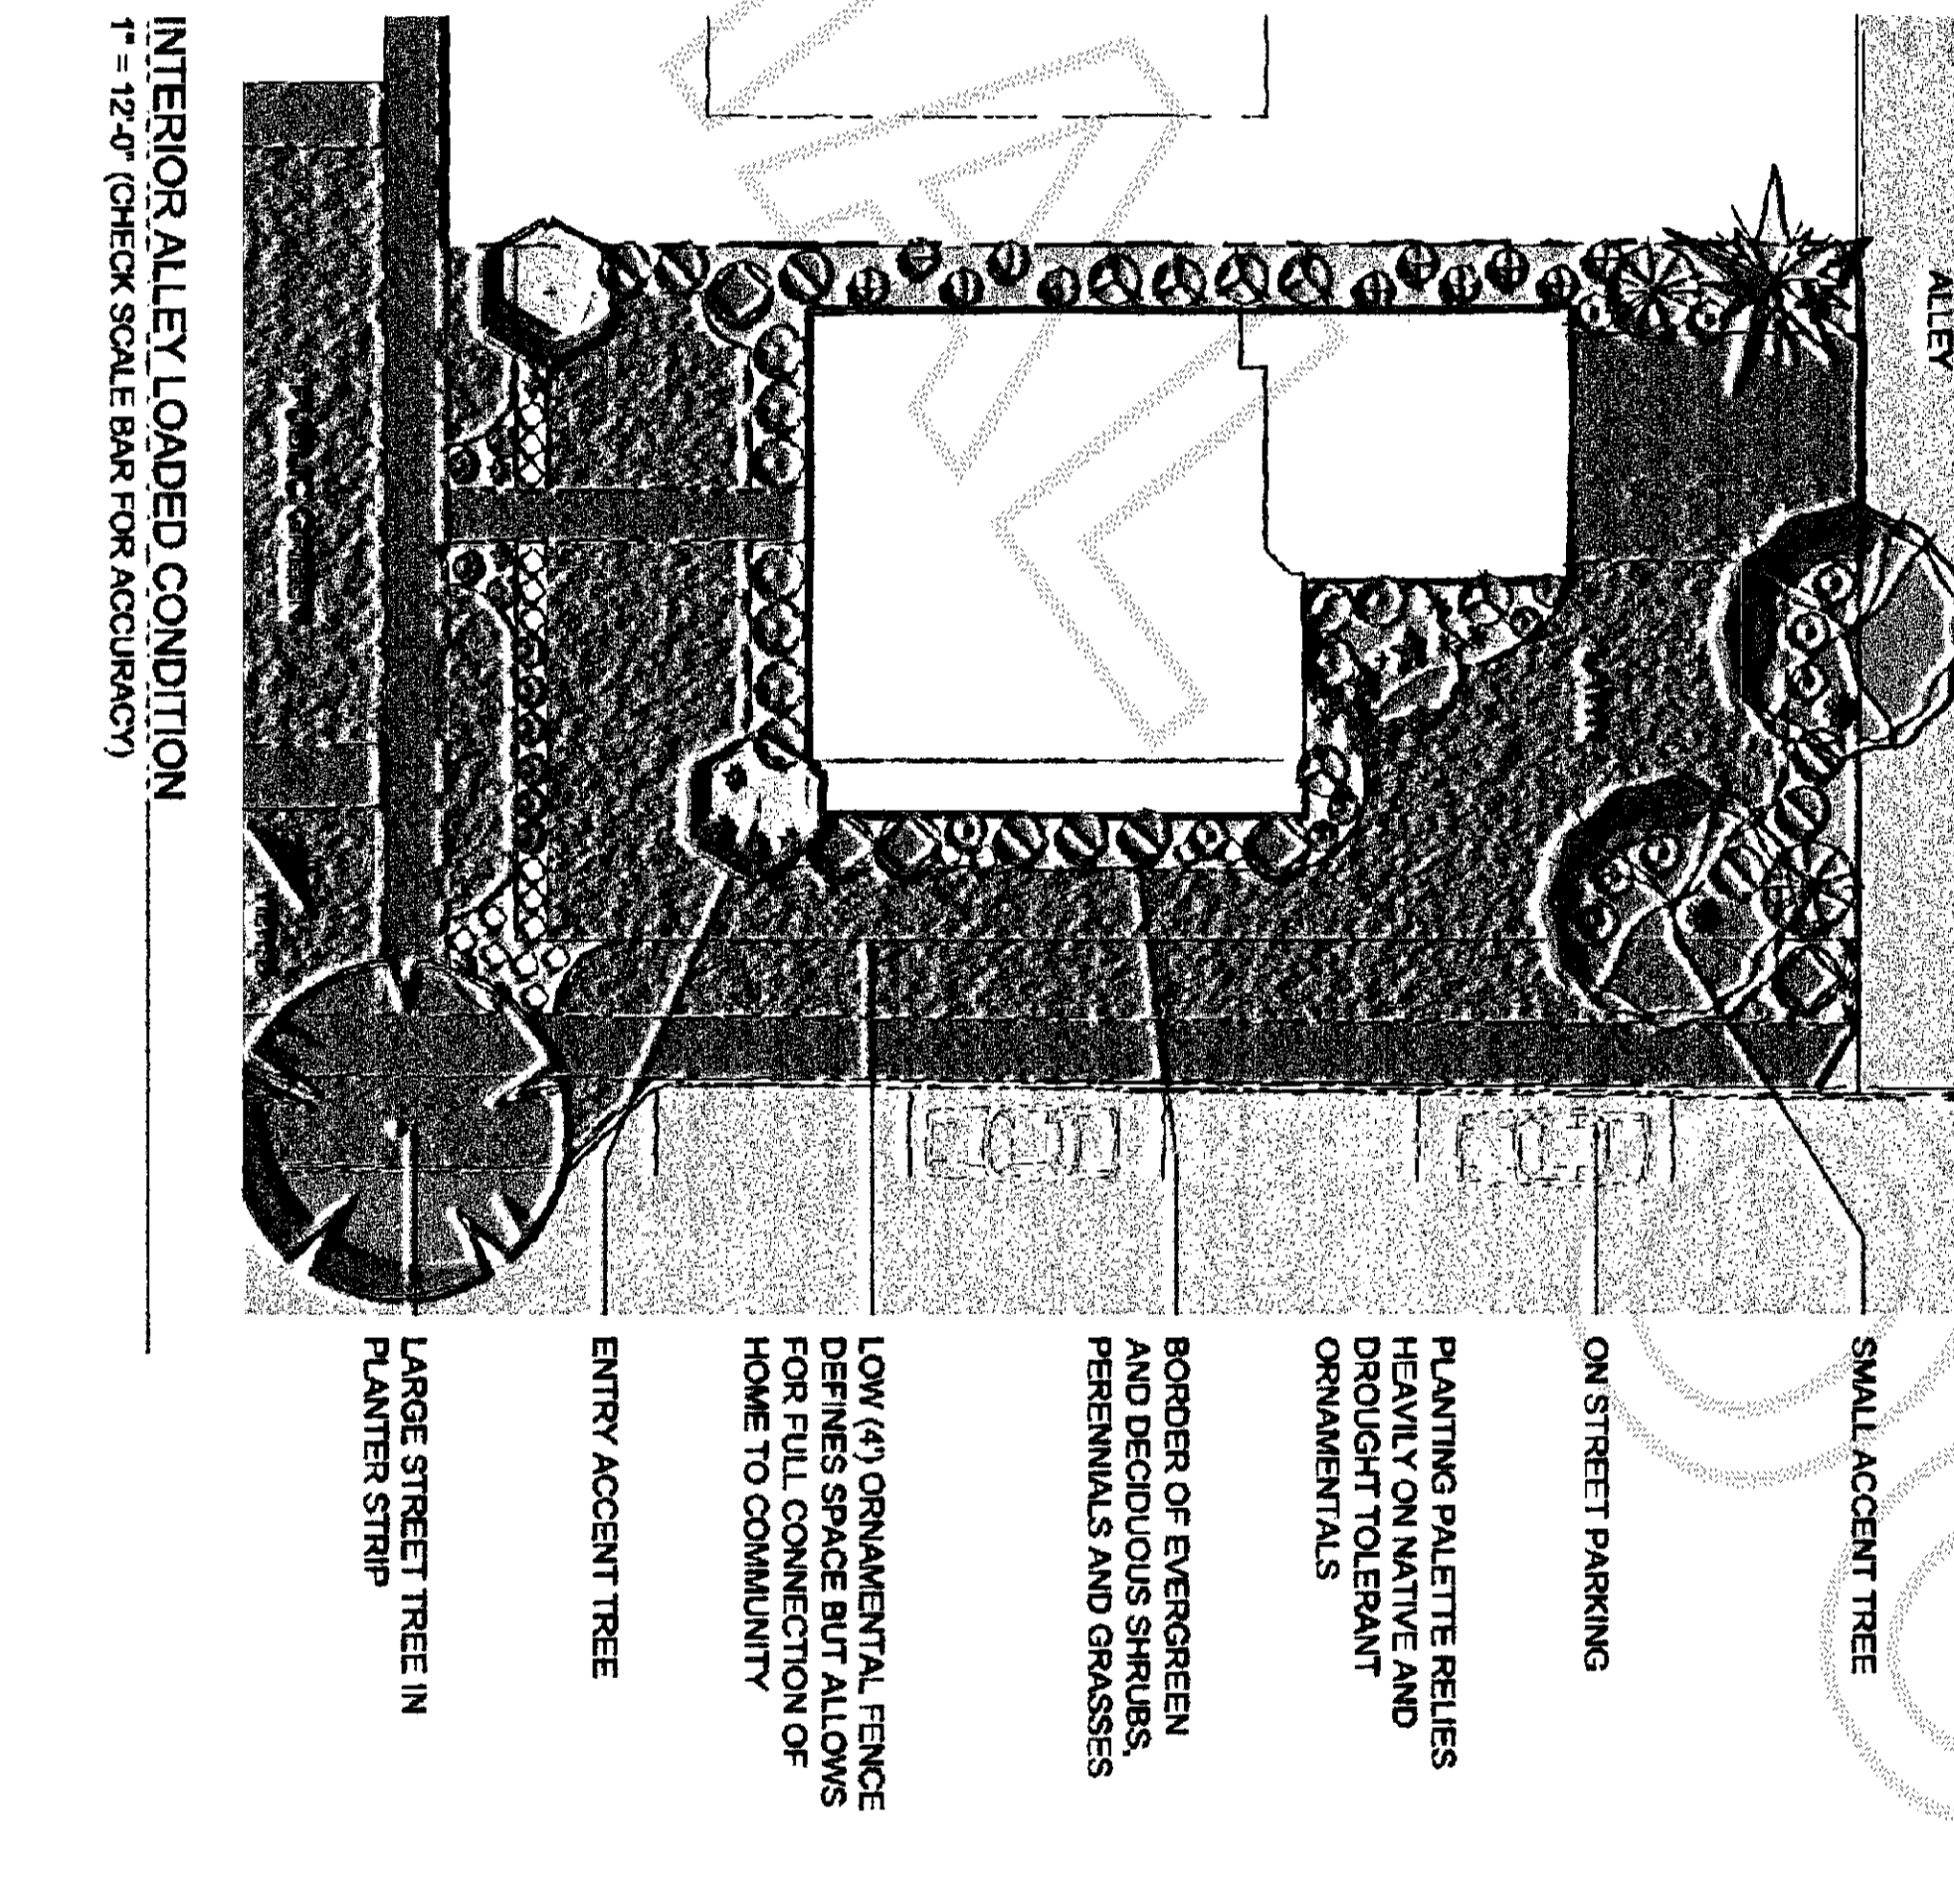 ALLEY
SMALL ACCENT TREE
ON STREET PARKING
PLANTING PALETTE RELIES
HEAVILY ON NATIVE AND
DROUGHT TOLERANT
ORNAMENTALS
BORDER OF EVERGREEN
AND DECIDUOUS SHRUBS,
PERENNIALS AND GRASSES
LOW (4') ORNAMENTAL FENCE
DEFINES SPACE BUT ALLOWS
FOR FULL CONNECTION OF
HOME TO COMMUNITY
ENTRY ACCENT TREE
LARGE STREET TREE IN
PLANTER STRIP
INTERIOR ALLEY LOADED CONDITION
1" = 12'-0" (CHECK SCALE BAR FOR ACCURACY)